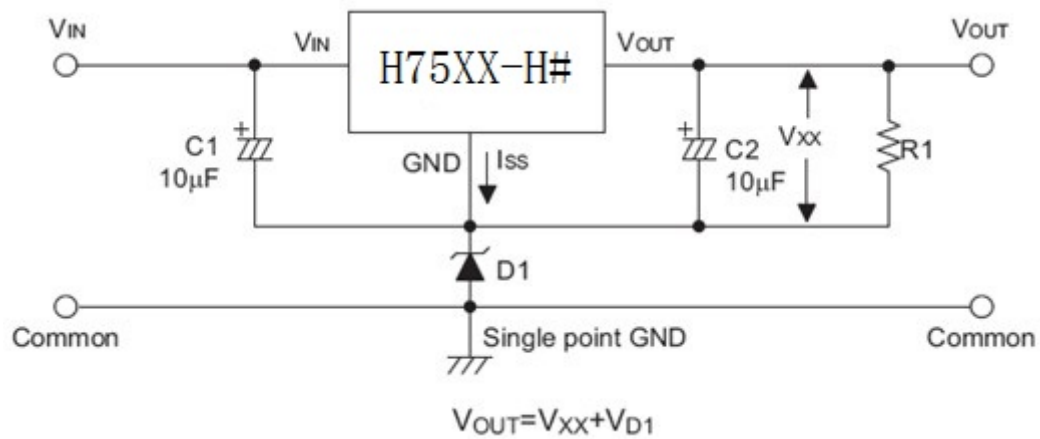 VIN
VIN
H75XX-H#
VOUT
VOUT
C1
10μF
GND
ISS
C2
10μF
VXX
R1
D1
Common
Single point GND
Common
VOUT=VXX+VD1